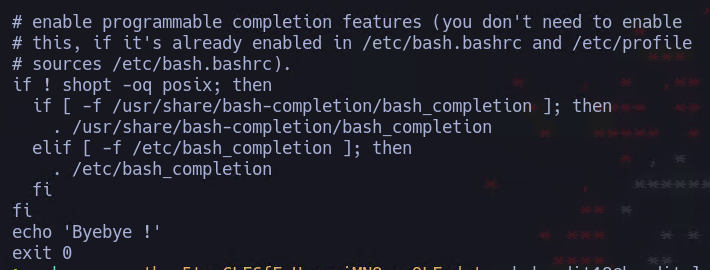 # enable programmable completion features (you don't need to enable
# this, if it's already enabled in /etc/bash.bashrc and /etc/profile
# sources /etc/bash.bashrc).
if ! shopt -oq posix; then
  if [ -f /usr/share/bash-completion/bash_completion ]; then
    . /usr/share/bash-completion/bash_completion
  elif [ -f /etc/bash_completion ]; then
    . /etc/bash_completion
  fi
fi
echo 'Byebye !'
exit 0